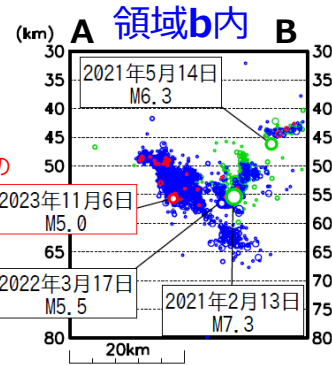 領域b内
(km) A B
30 30
2021年5月14日
M6.3
35 35
40 40
45 45
の
50 50
2023年11月6日
M5.0
55 55
60 60
2022年3月17日
M5.5
65 65
2021年2月13日
M7.3
70 70
75 75
80 80
20km